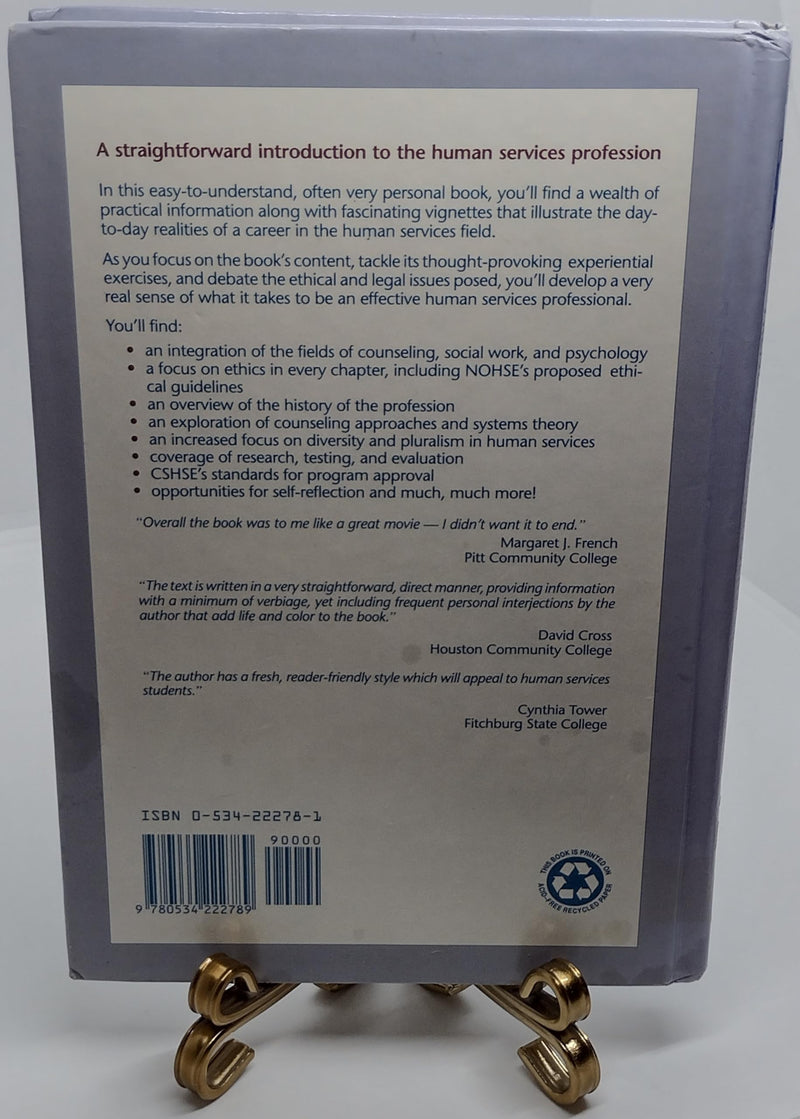 A straightforward introduction to the human services profession
In this easy-to-understand, often very personal book, you'll find a wealth of
practical information along with fascinating vignettes that illustrate the day-
to-day realities of a career in the human services field.
As you focus on the book's content, tackle its thought-provoking experiential
exercises, and debate the ethical and legal issues posed, you'll develop a very
real sense of what it takes to be an effective human services professional.
You'll find:
• an integration of the fields of counseling, social work, and psychology
• a focus on ethics in every chapter, including NOHSE's proposed ethi-
cal guidelines
• an overview of the history of the profession
• an exploration of counseling approaches and systems theory
• an increased focus on diversity and pluralism in human services
• coverage of research, testing, and evaluation
• CSHSE's standards for program approval
• opportunities for self-reflection and much, much more!
"Overall the book was to me like a great movie — I didn't want it to end."
Margaret J. French
Pitt Community College
"The text is written in a very straightforward, direct manner, providing information
with a minimum of verbiage, yet including frequent personal interjections by the
author that add life and color to the book."
David Cross
Houston Community College
"The author has a fresh, reader-friendly style which will appeal to human services
students."
Cynthia Tower
Fitchburg State College
ISBN 0-534-22278-1
90000
9 780534 222789
THIS BOOK IS PRINTED ON
ACID-FREE RECYCLED PAPER